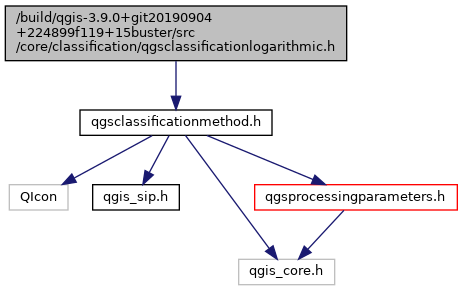 /build/qgis-3.9.0+git20190904
+224899f119+15buster/src
/core/classification/qgsclassificationlogarithmic.h
qgsclassificationmethod.h
QIcon
qgis_sip.h
qgsprocessingparameters.h
qgis_core.h